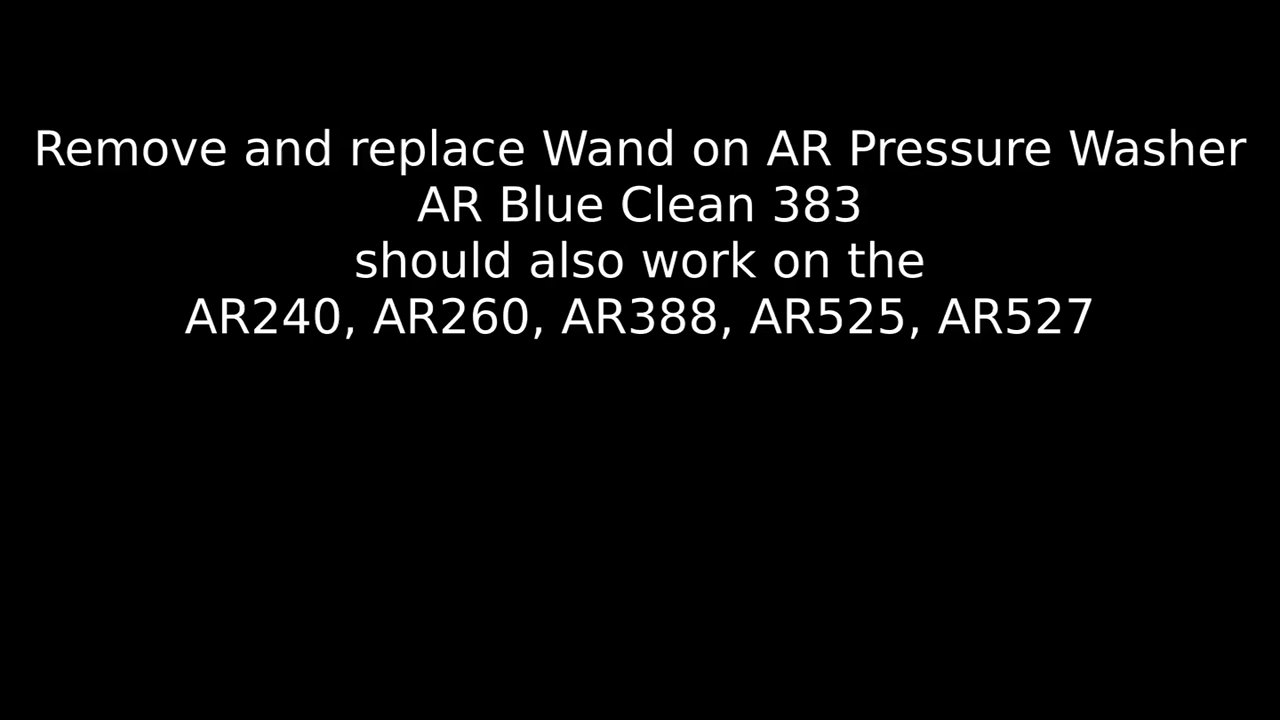 Remove and replace Wand on AR Pressure Washer
AR Blue Clean 383
should also work on the
AR240, AR260, AR388, AR525, AR527